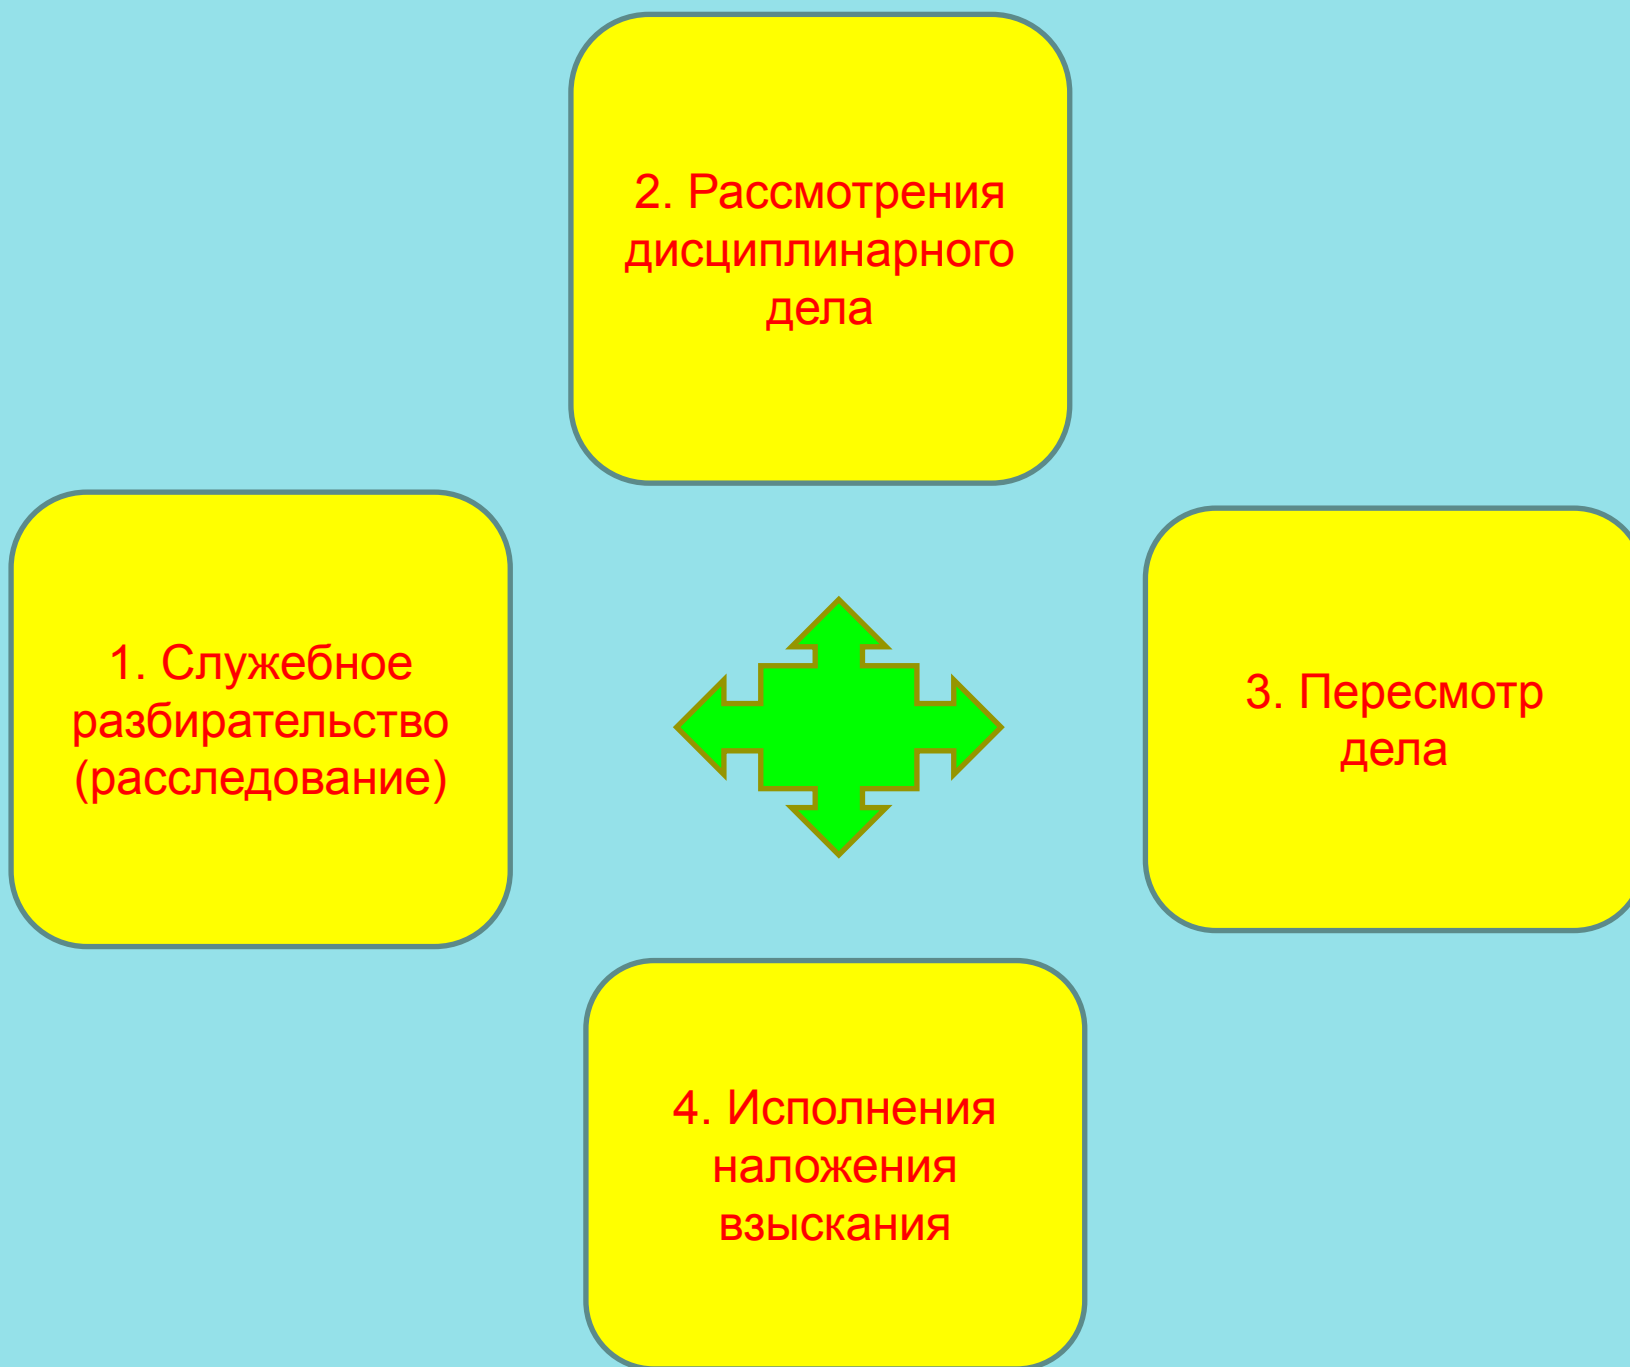 2. Рассмотрения
дисциплинарного
дела
1. Служебное
разбирательство
(расследование)
3. Пересмотр
дела
4. Исполнения
наложения
взыскания